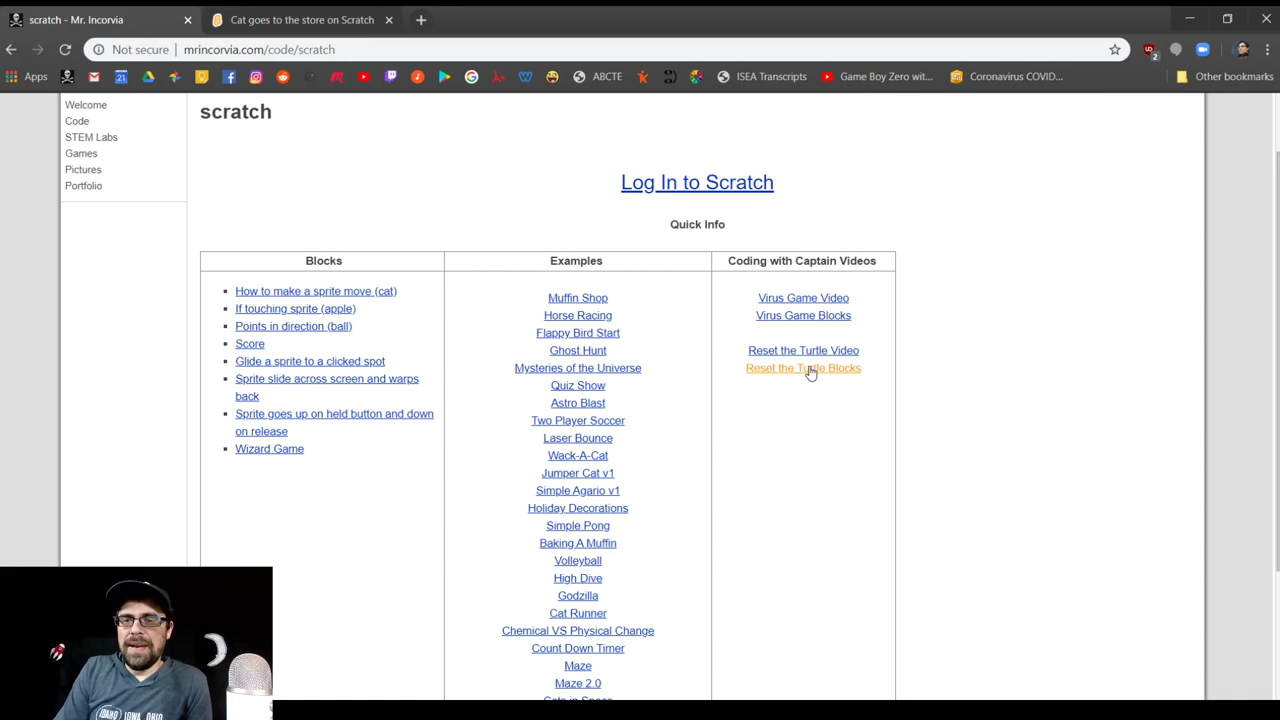 scratch - Mr. Incorvia
Cat goes to the store on Scratch
Not secure
mrincorvia.com/code/scratch
2
Apps
21
ABCTE
ISEA Transcripts
Game Boy Zero wit...
Coronavirus COVID...
Other bookmarks
Welcome
Code
STEM Labs
Games
Pictures
Portfolio
scratch
Log In to Scratch
Quick Info
Blocks
How to make a sprite move (cat)
If touching sprite (apple)
Points in direction (ball)
Score
Glide a sprite to a clicked spot
Sprite slide across screen and warps
back
Sprite goes up on held button and down
on release
Wizard Game
Examples
Muffin Shop
Horse Racing
Flappy Bird Start
Ghost Hunt
Mysteries of the Universe
Quiz Show
Astro Blast
Two Player Soccer
Laser Bounce
Wack-A-Cat
Jumper Cat v1
Simple Agario v1
Holiday Decorations
Simple Pong
Baking A Muffin
Volleyball
High Dive
Godzilla
Cat Runner
Chemical VS Physical Change
Count Down Timer
Maze
Maze 2.0
Coding with Captain Videos
Virus Game Video
Virus Game Blocks
Reset the Turtle Video
Reset the Turtle Blocks
IDAHO IOWA OHIO